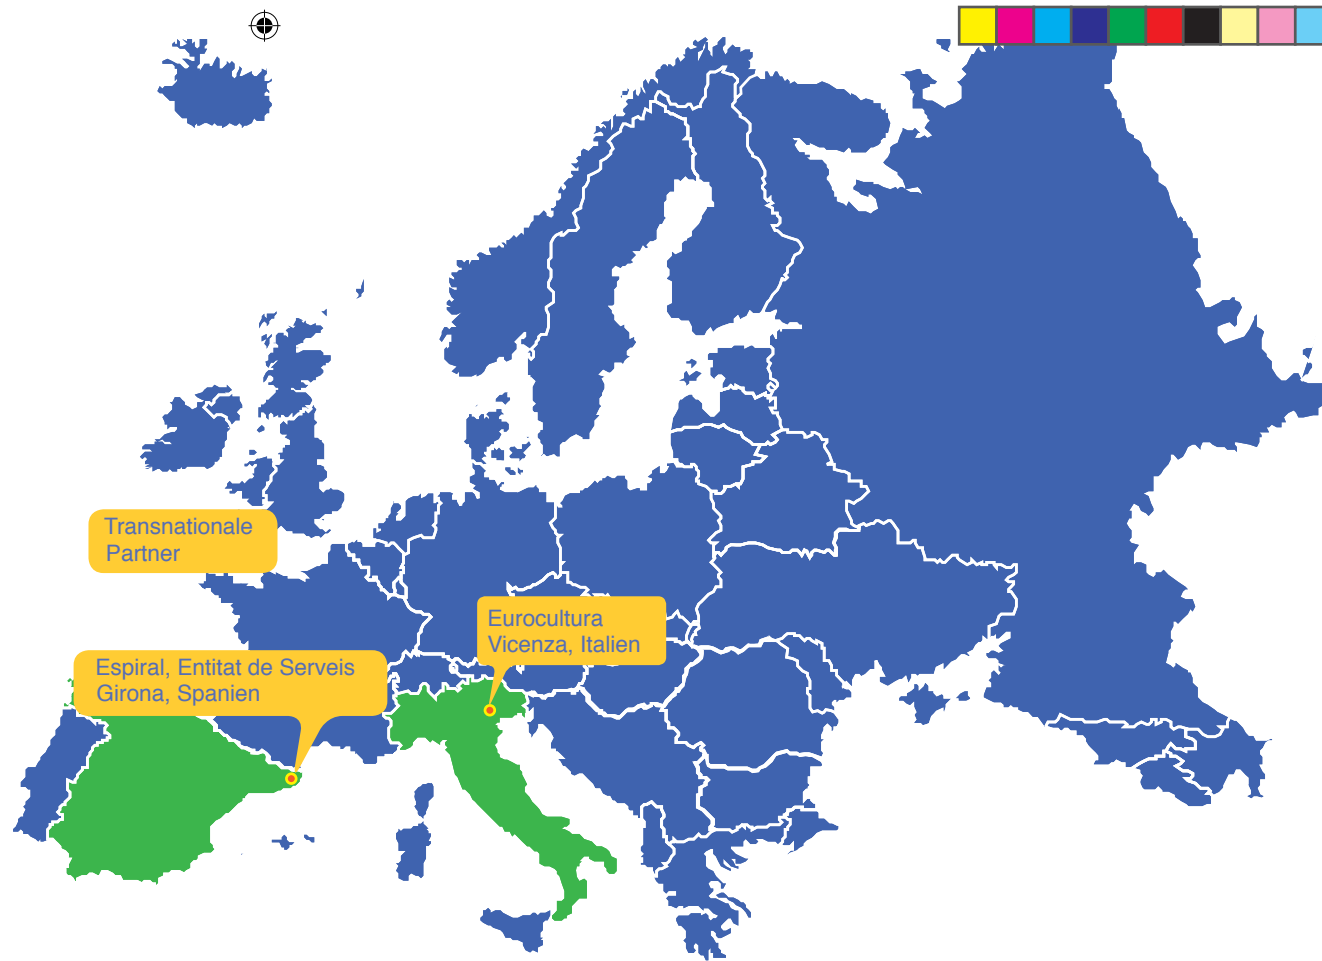 Transnationale
Partner
Eurocultura
Vicenza, Italien
Espiral, Entitat de Serveis
Girona, Spanien